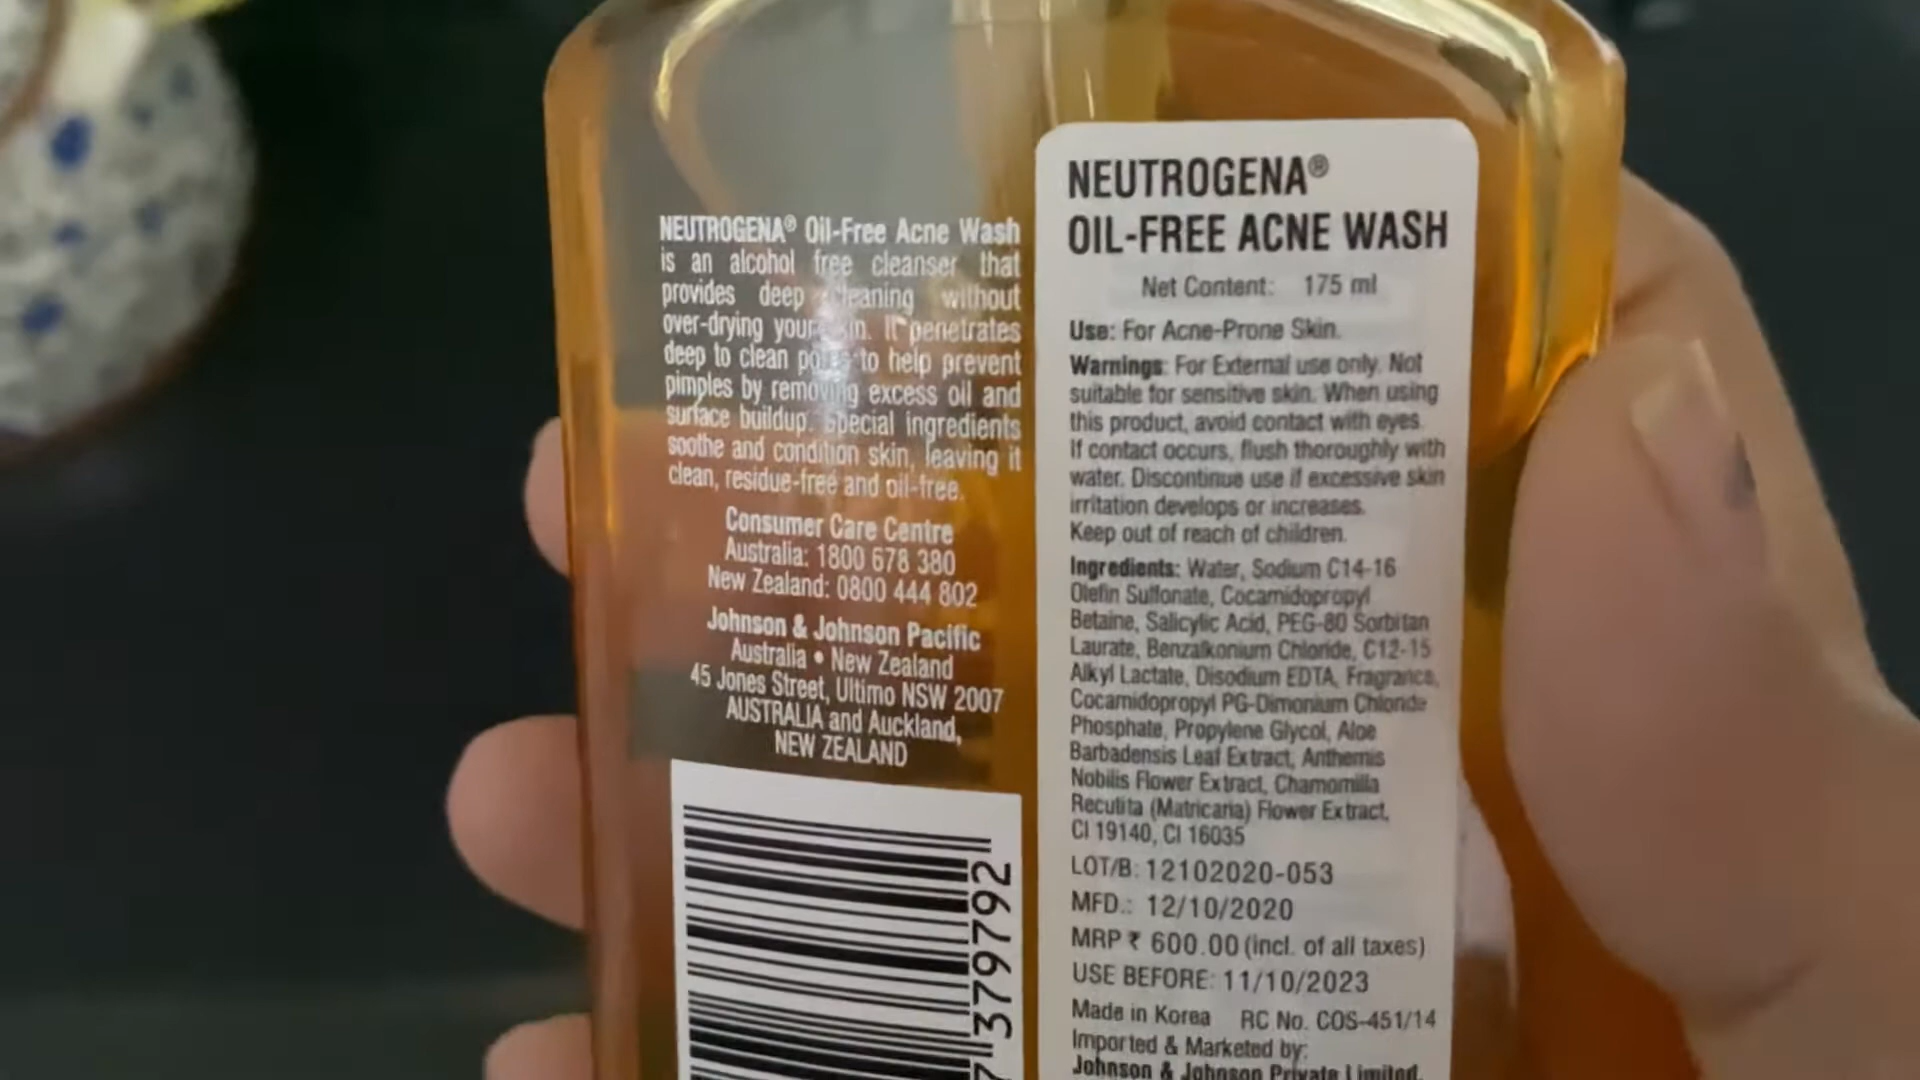 NEUTROGENA® Oil-Free Acne Wash
is an alcohol free cleanser that
provides deep cleaning without
over-drying your skin. It penetrates
deep to clean pores to help prevent
pimples by removing excess oil and
surface buildup. Special ingredients
soothe and condition skin, leaving it
clean, residue-free and oil-free.
Consumer Care Centre
Australia: 1800 678 380
New Zealand: 0800 444 802
Johnson & Johnson Pacific
Australia • New Zealand
45 Jones Street, Ultimo NSW 2007
AUSTRALIA and Auckland,
NEW ZEALAND
7 379792
NEUTROGENA®
OIL-FREE ACNE WASH
Net Content: 175 ml
Use: For Acne-Prone Skin.
Warnings: For External use only. Not
suitable for sensitive skin. When using
this product, avoid contact with eyes.
If contact occurs, flush thoroughly with
water. Discontinue use if excessive skin
irritation develops or increases.
Keep out of reach of children.
Ingredients: Water, Sodium C14-16
Olefin Sulfonate, Cocamidopropyl
Betaine, Salicylic Acid, PEG-80 Sorbitan
Laurate, Benzalkonium Chloride, C12-15
Alkyl Lactate, Disodium EDTA, Fragrance,
Cocamidopropyl PG-Dimonium Chloride
Phosphate, Propylene Glycol, Aloe
Barbadensis Leaf Extract, Anthemis
Nobilis Flower Extract, Chamomilla
Recutita (Matricaria) Flower Extract,
CI 19140, CI 16035
LOT/B: 12102020-053
MFD.: 12/10/2020
MRP ₹ 600.00 (incl. of all taxes)
USE BEFORE: 11/10/2023
Made in Korea RC No. COS-451/14
Imported & Marketed by:
Johnson & Johnson Private Limited,